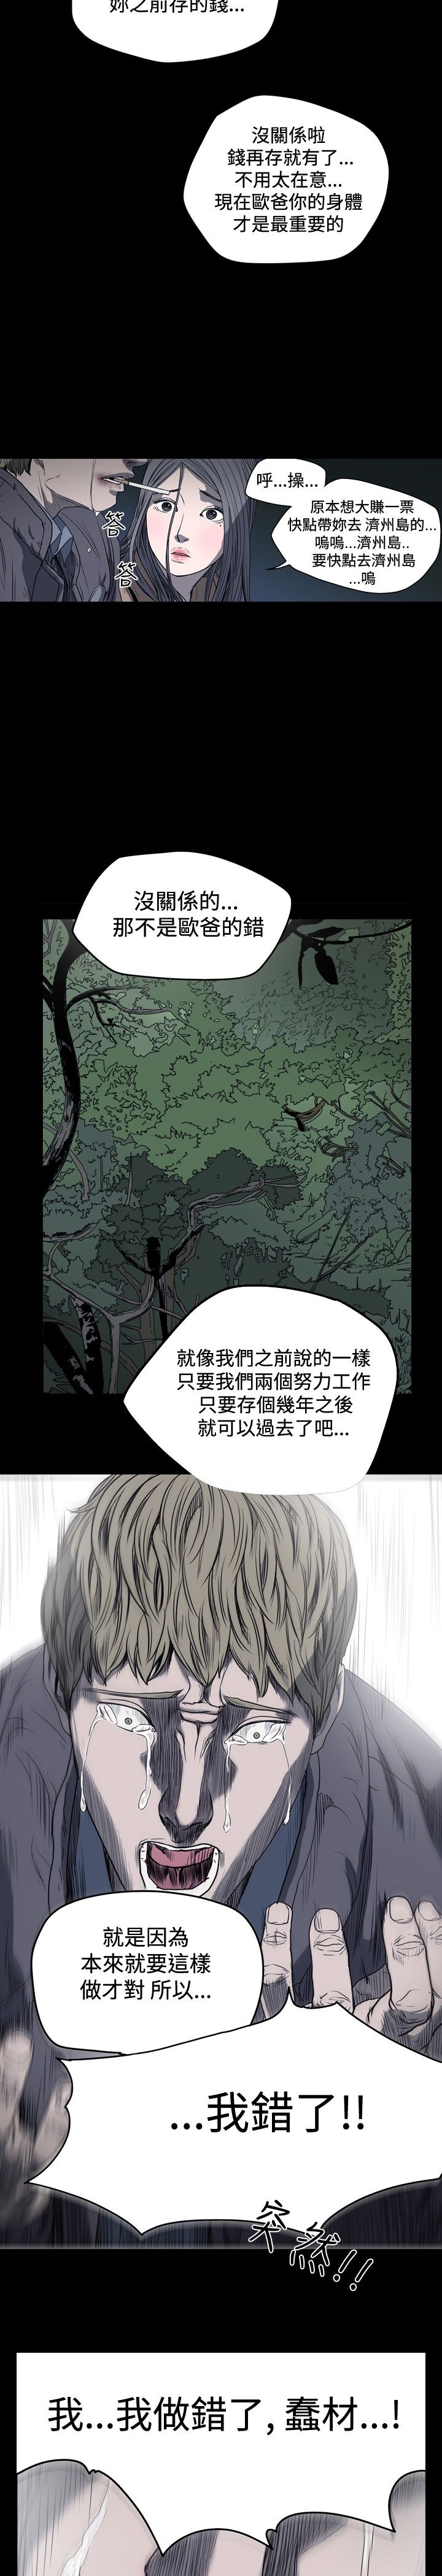 妳之前存的錢...
沒關係啦
錢再存就有了...
不用太在意...
現在歐爸你的身體
才是最重要的
呼...操...
原本想大賺一票
快點帶妳去 濟州島的...
嗚嗚...濟州島..
要快點去濟州島
...嗚
答
答
沒關係的...
那不是歐爸的錯
就像我們之前說的一樣
只要我們兩個努力工作
只要存個幾年之後
就可以過去了吧...
就是因為
本來就要這樣
做才對 所以...
...我錯了!!
突然!!
我...我做錯了, 蠢材...!